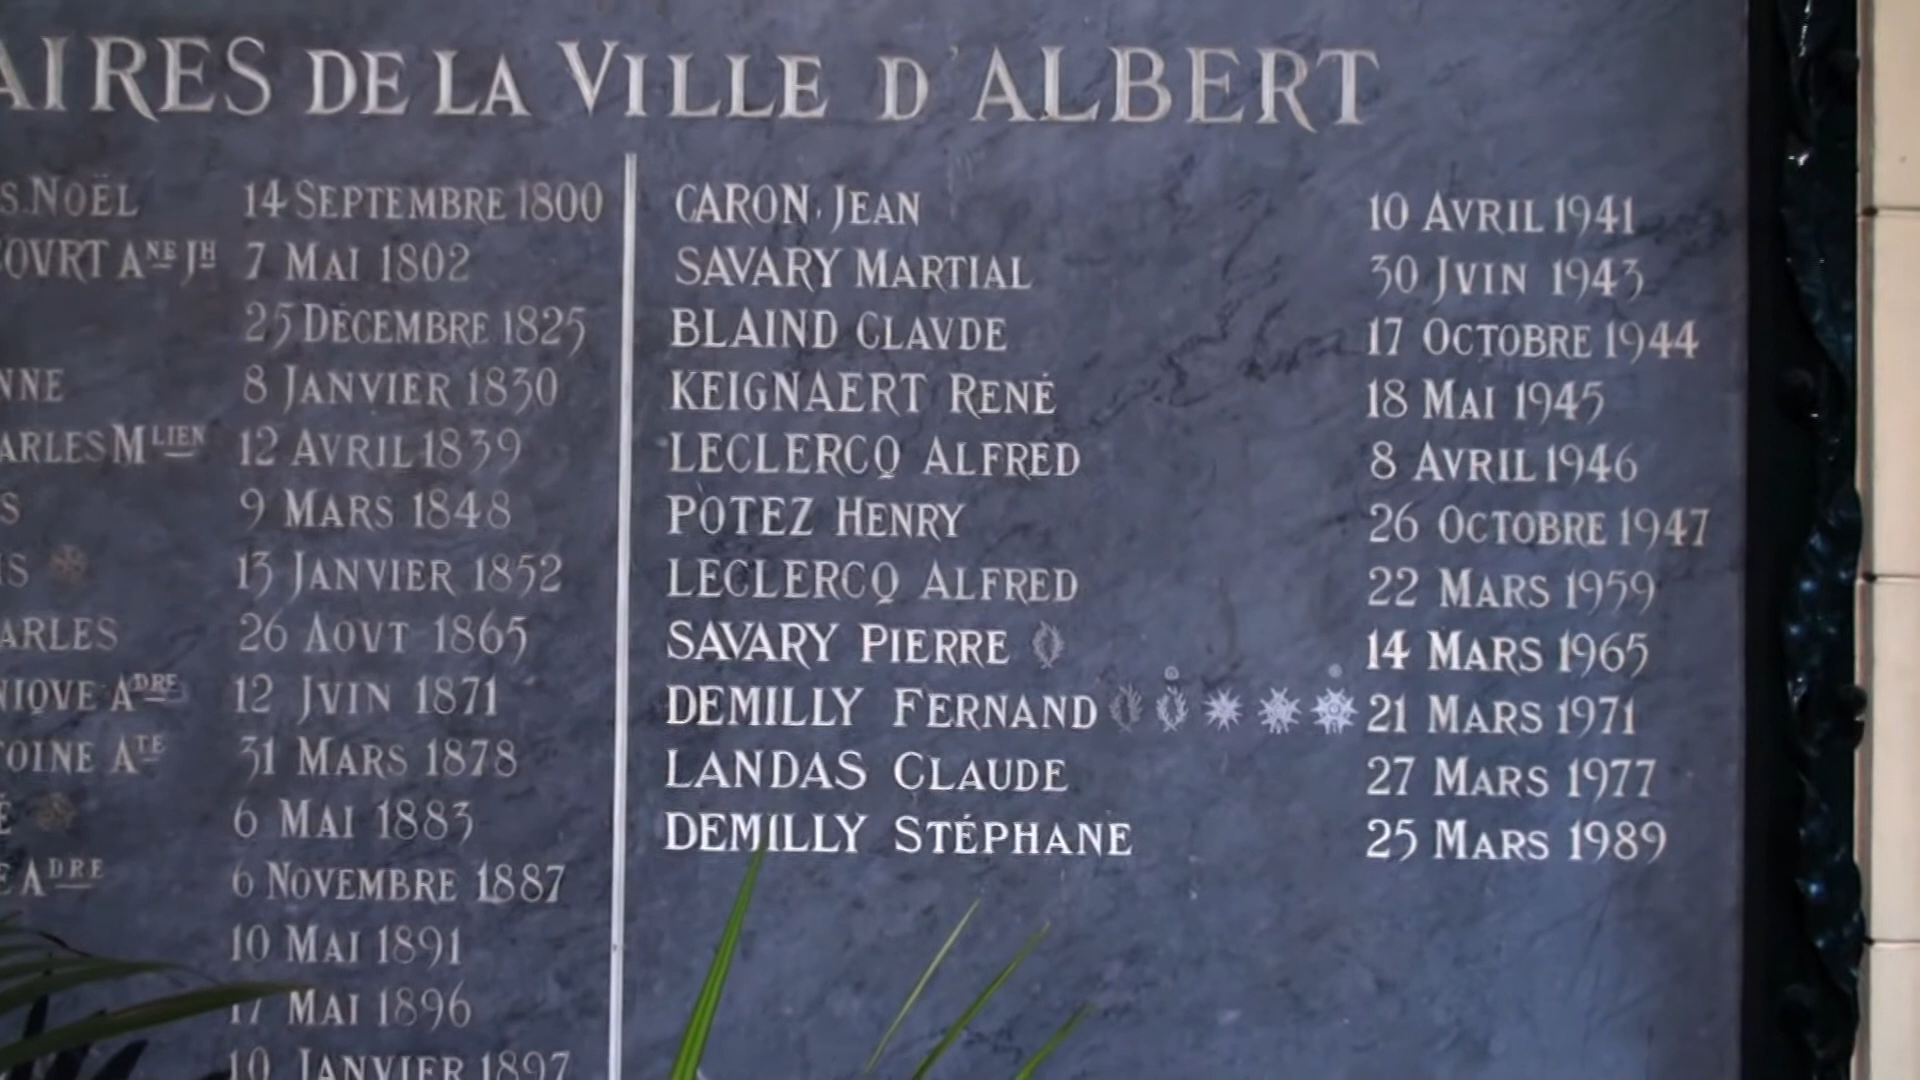 AIRES DE LA VILLE D'ALBERT
S. NOËL 14 SEPTEMBRE 1800
COVRT ANE JH 7 MAI 1802
25 DÉCEMBRE 1825
NNE 8 JANVIER 1830
ARLES MLIEN 12 AVRIL 1839
S 9 MARS 1848
IS 13 JANVIER 1852
ARLES 26 AOVT 1865
NIQVE ADRE 12 JVIN 1871
OINE ATE 31 MARS 1878
É 6 MAI 1883
E ADRE 6 NOVEMBRE 1887
10 MAI 1891
17 MAI 1896
10 JANVIER 1897
CARON JEAN 10 AVRIL 1941
SAVARY MARTIAL 30 JVIN 1943
BLAIND CLAVDE 17 OCTOBRE 1944
KEIGNAERT RENÉ 18 MAI 1945
LECLERCQ ALFRED 8 AVRIL 1946
POTEZ HENRY 26 OCTOBRE 1947
LECLERCQ ALFRED 22 MARS 1959
SAVARY PIERRE 14 MARS 1965
DEMILLY FERNAND 21 MARS 1971
LANDAS CLAUDE 27 MARS 1977
DEMILLY STÉPHANE 25 MARS 1989